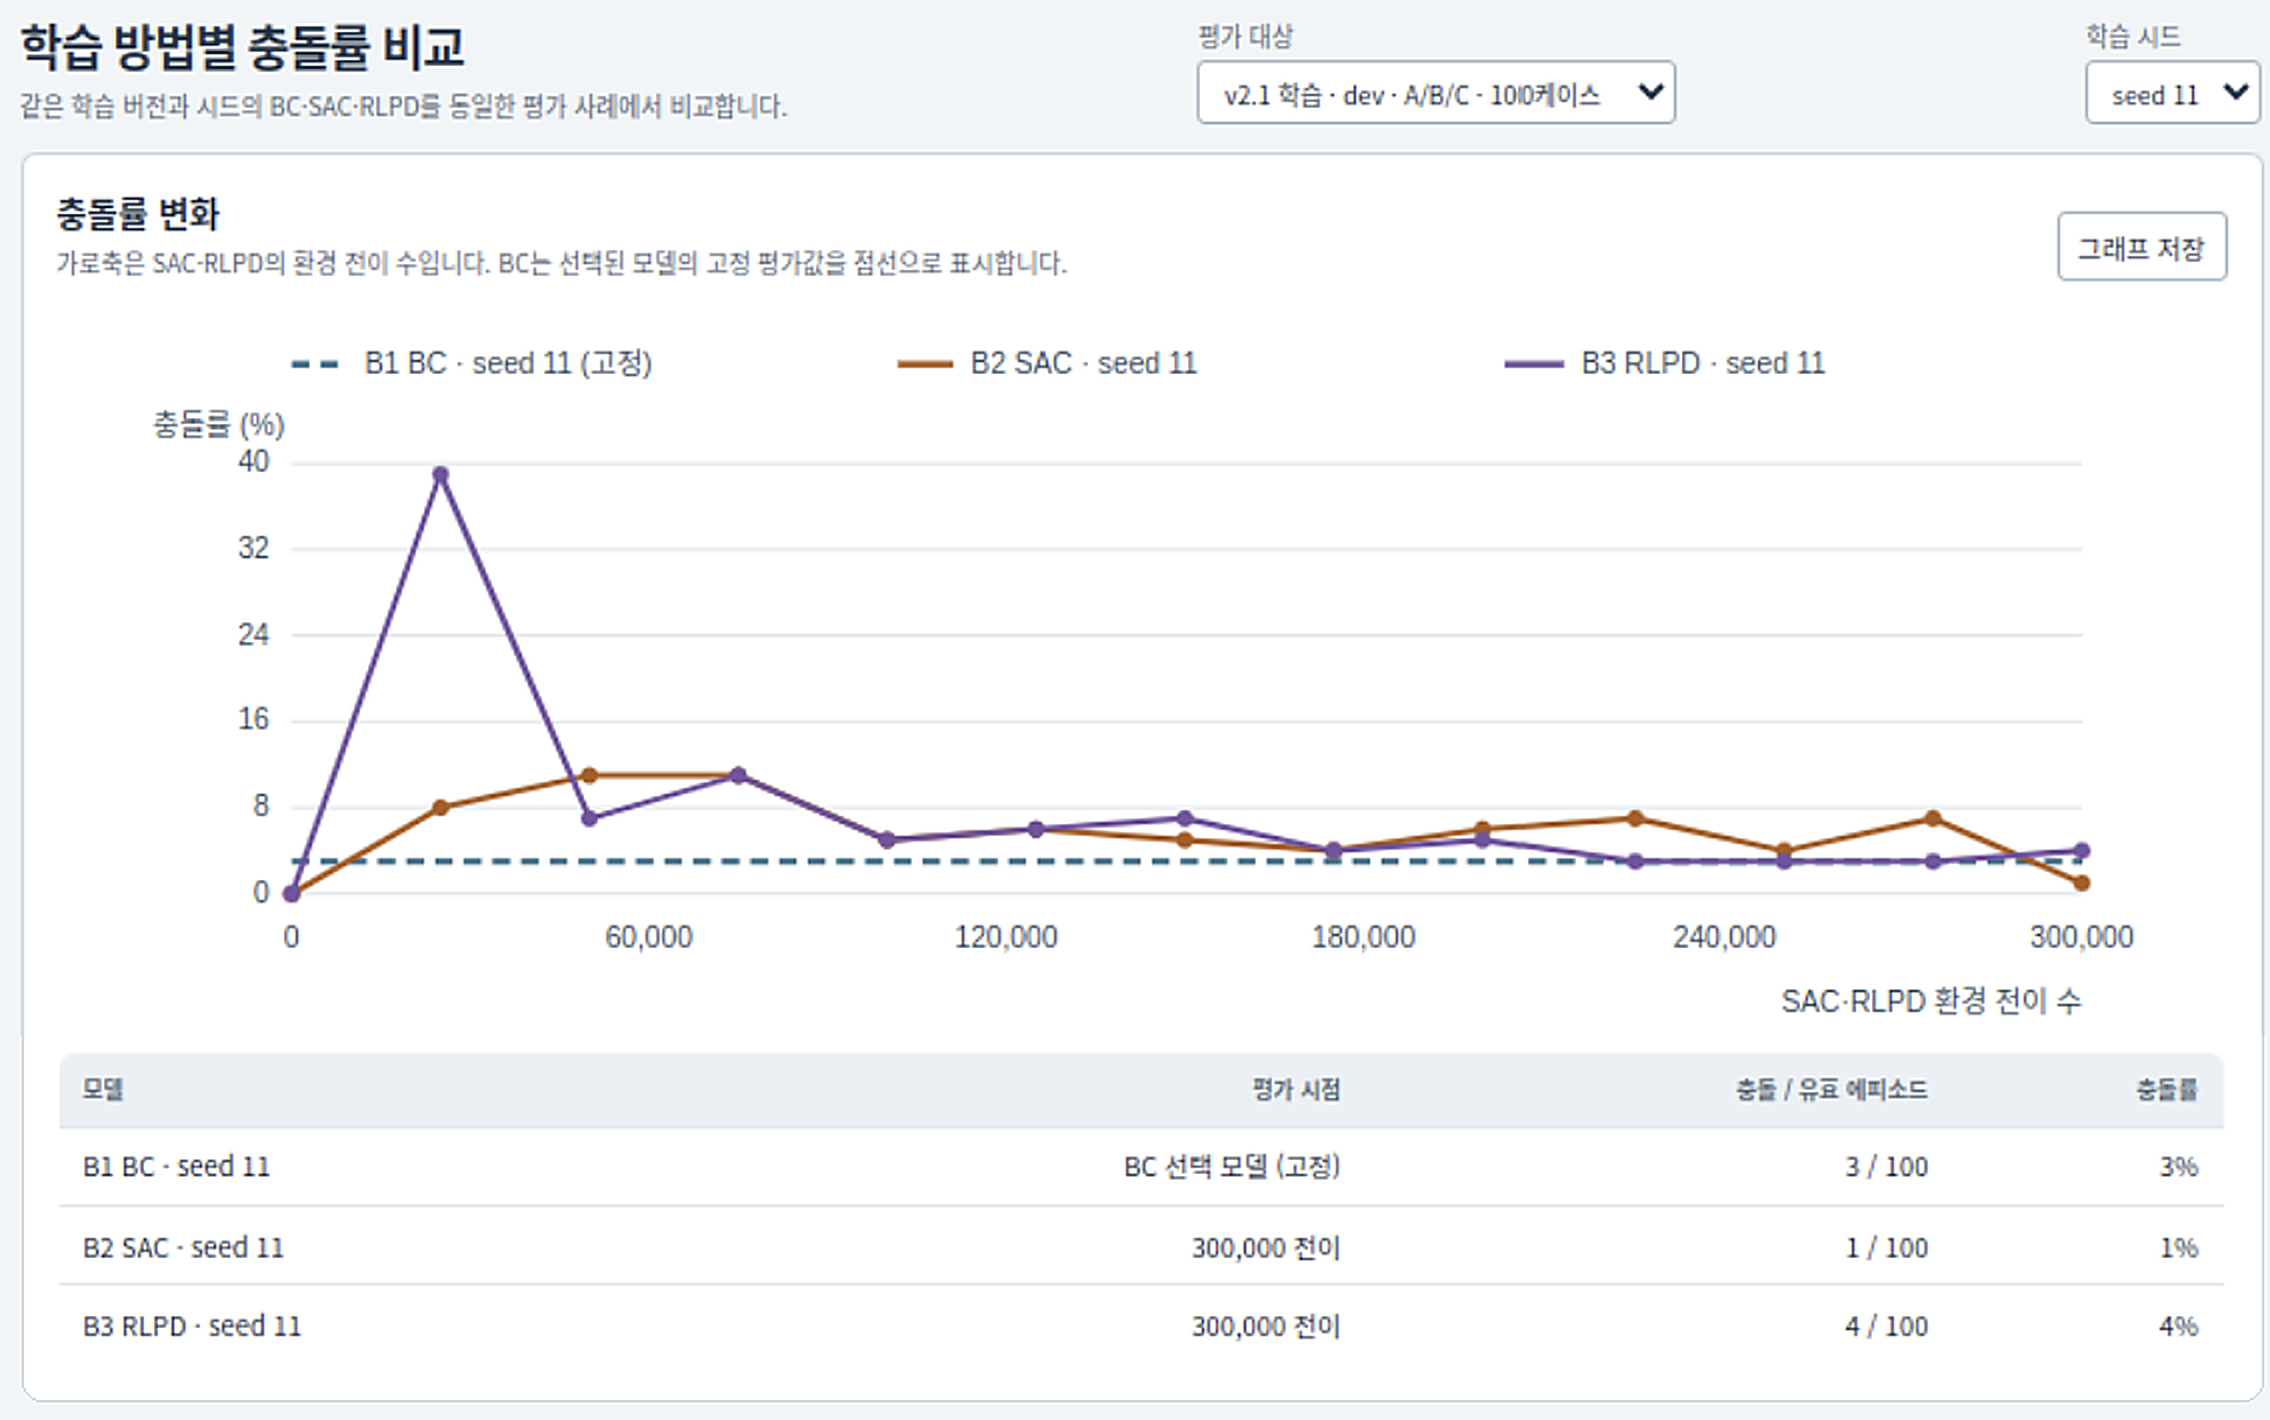 학습 방법별 충돌률 비교
같은 학습 버전과 시드의 BC·SAC·RLPD를 동일한 평가 사례에서 비교합니다.
평가 대상
v2.1 학습 · dev · A/B/C · 100케이스
학습 시드
seed 11
충돌률 변화
가로축은 SAC·RLPD의 환경 전이 수입니다. BC는 선택된 모델의 고정 평가값을 점선으로 표시합니다.
그래프 저장
B1 BC · seed 11 (고정)
B2 SAC · seed 11
B3 RLPD · seed 11
충돌률 (%)
40
32
24
16
8
0
0 60,000 120,000 180,000 240,000 300,000
SAC·RLPD 환경 전이 수
모델 평가 시점 충돌 / 유효 에피소드 충돌률
B1 BC · seed 11 BC 선택 모델 (고정) 3 / 100 3%
B2 SAC · seed 11 300,000 전이 1 / 100 1%
B3 RLPD · seed 11 300,000 전이 4 / 100 4%